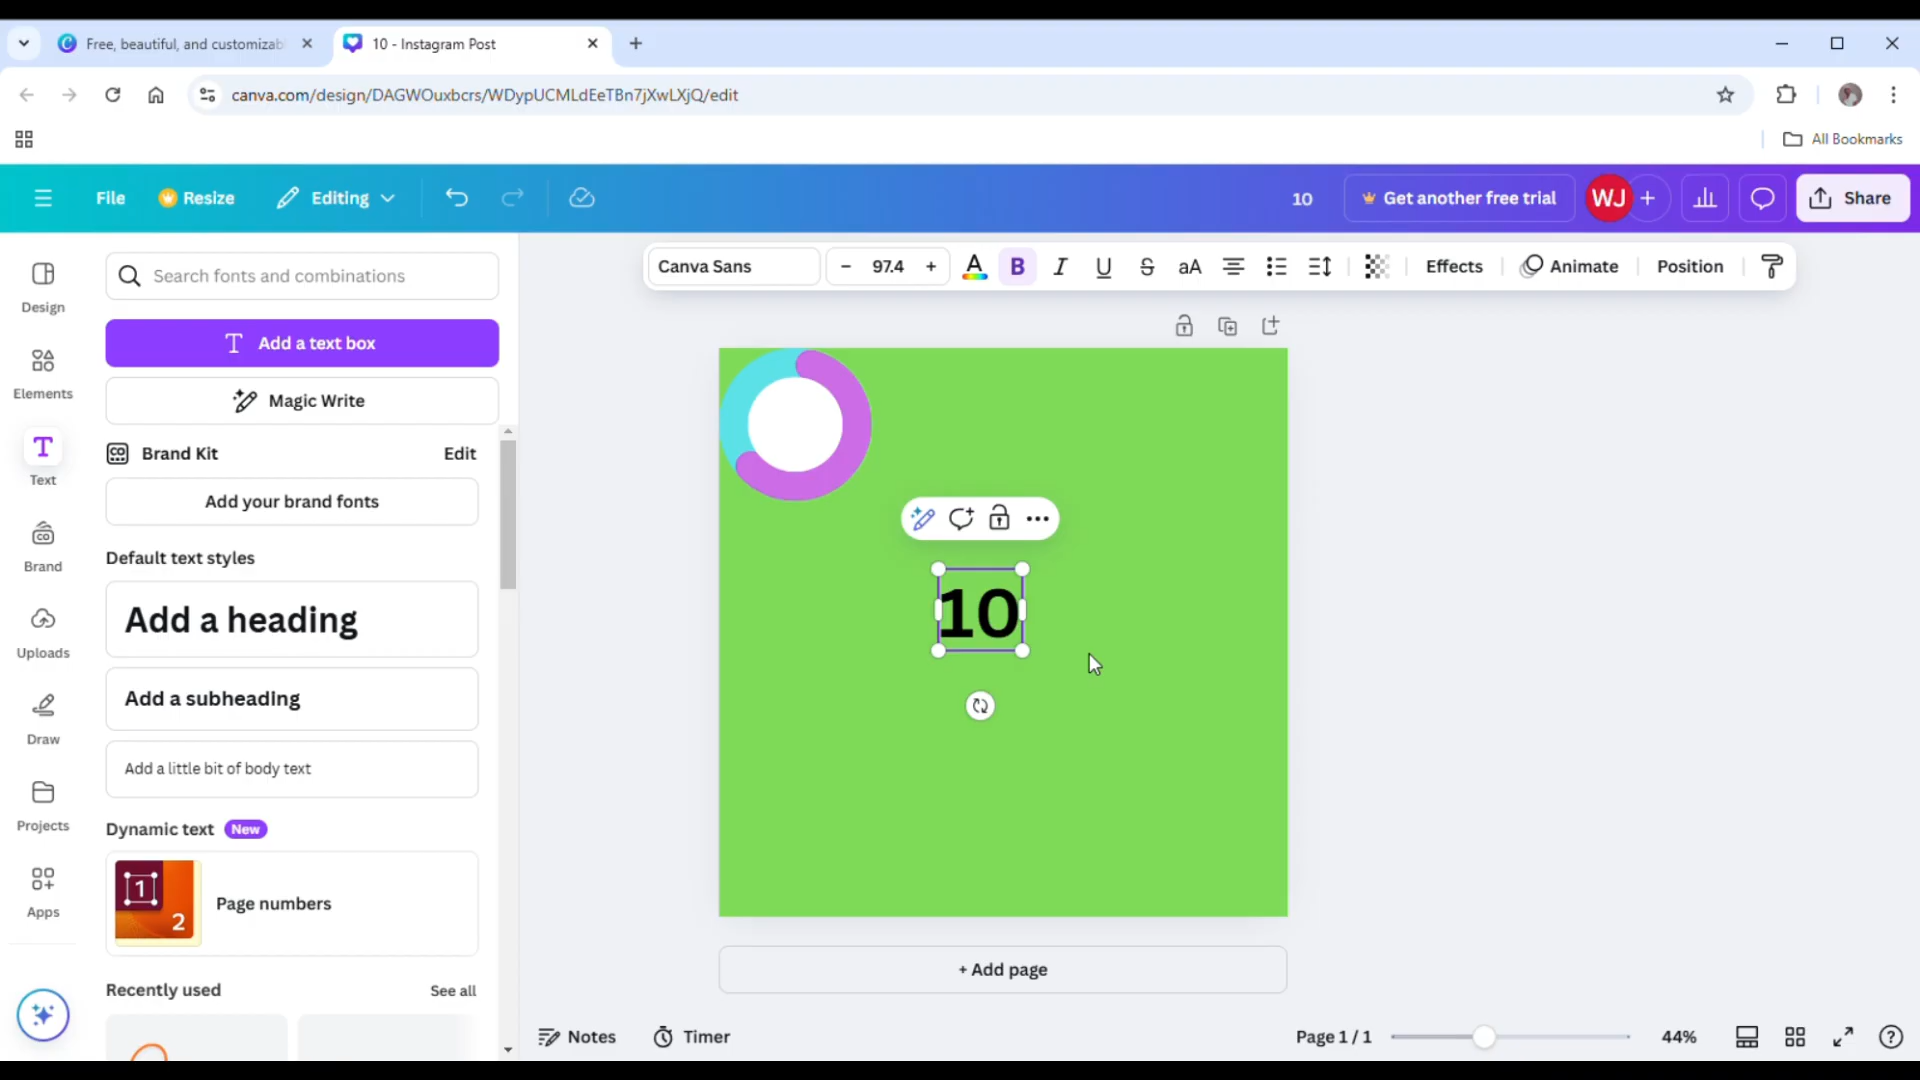 Free, beautiful, and customizab
10 - Instagram Post
canva.com/design/DAGWOuxbcrs/WDypUCMLdEeTBn7jXwLXjQ/edit
All Bookmarks
File
Resize
Editing
10
Get another free trial
WJ
Share
Design
Elements
Text
Brand
Uploads
Draw
Projects
Apps
Search fonts and combinations
Add a text box
Magic Write
Brand Kit
Edit
Add your brand fonts
Default text styles
Add a heading
Add a subheading
Add a little bit of body text
Dynamic text New
1
2
Page numbers
Recently used
See all
Canva Sans
- 97.4 +
A
B
I
U
S
aA
Effects
Animate
Position
10
+ Add page
Notes
Timer
Page 1 / 1
44%